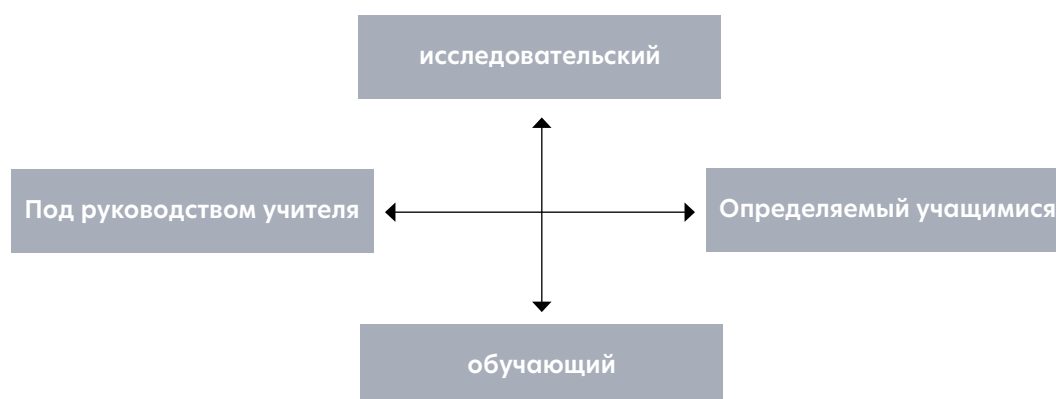 исследовательский
Под руководством учителя
Определяемый учащимися
обучающий